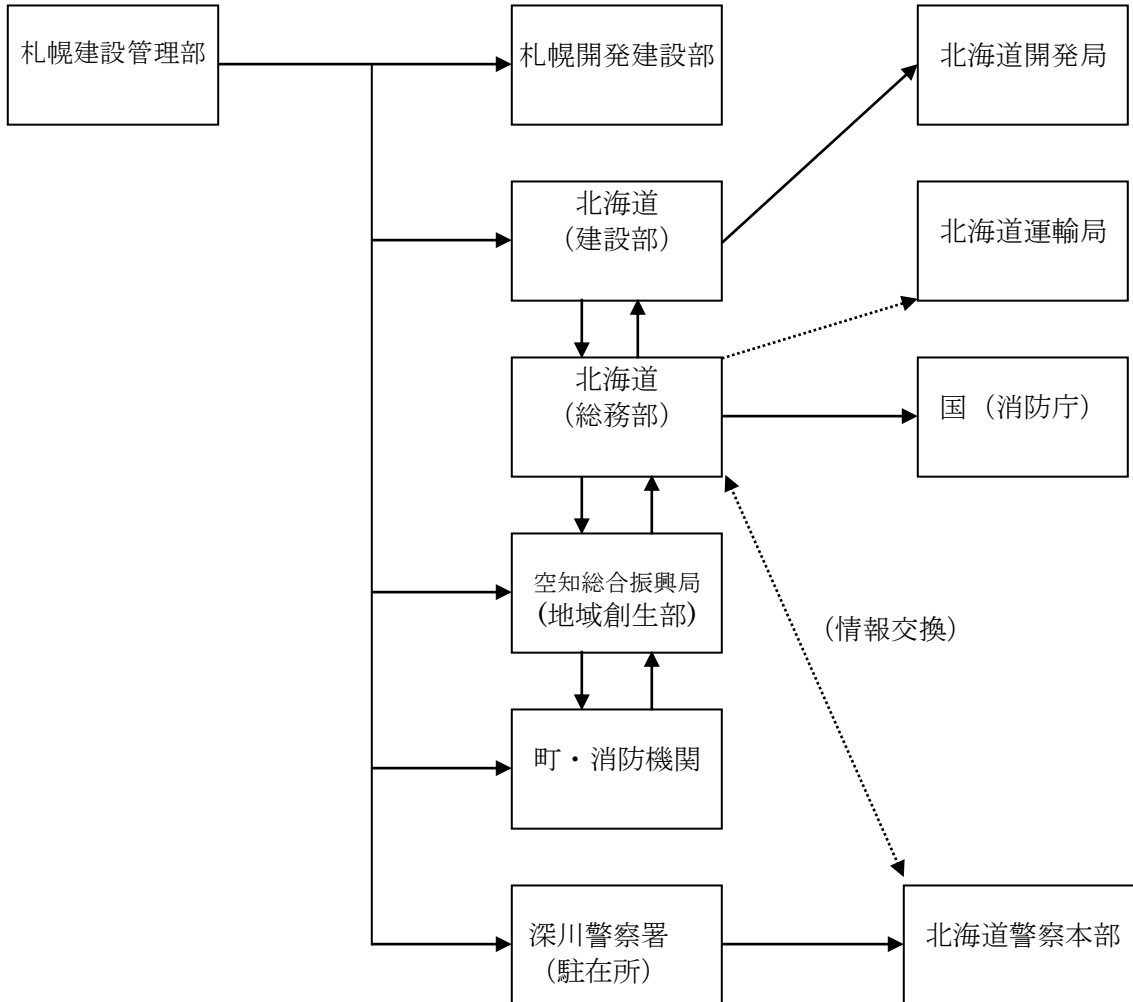 札幌建設管理部
札幌開発建設部
北海道開発局
北海道
（建設部）
北海道運輸局
北海道
（総務部）
国（消防庁）
空知総合振興局
(地域創生部)
（情報交換）
町・消防機関
深川警察署
（駐在所）
北海道警察本部